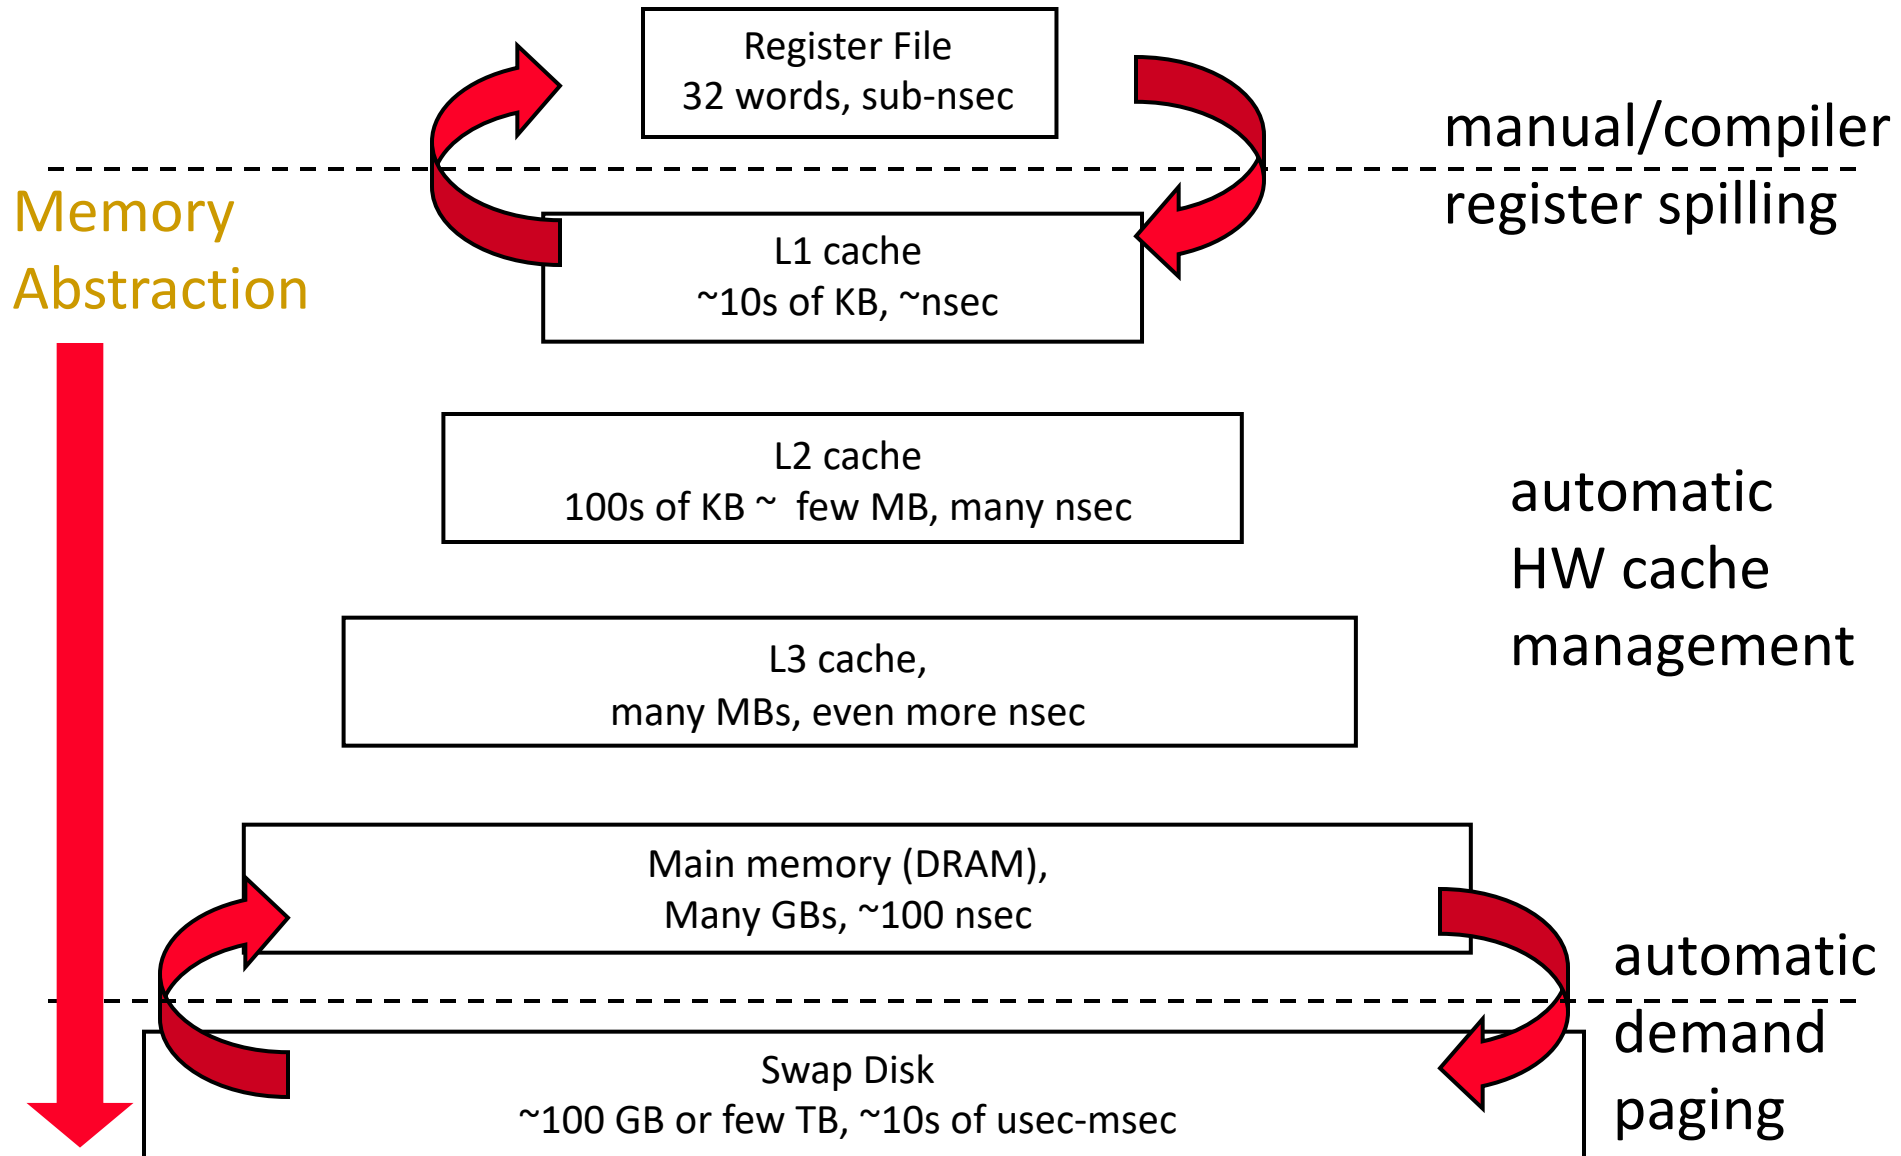 Register File
32 words, sub-nsec
manual/compiler
register spilling
Memory
Abstraction
L1 cache
~10s of KB, ~nsec
L2 cache
100s of KB ~ few MB, many nsec
automatic
HW cache
management
L3 cache,
many MBs, even more nsec
Main memory (DRAM),
Many GBs, ~100 nsec
automatic
demand
paging
Swap Disk
~100 GB or few TB, ~10s of usec-msec